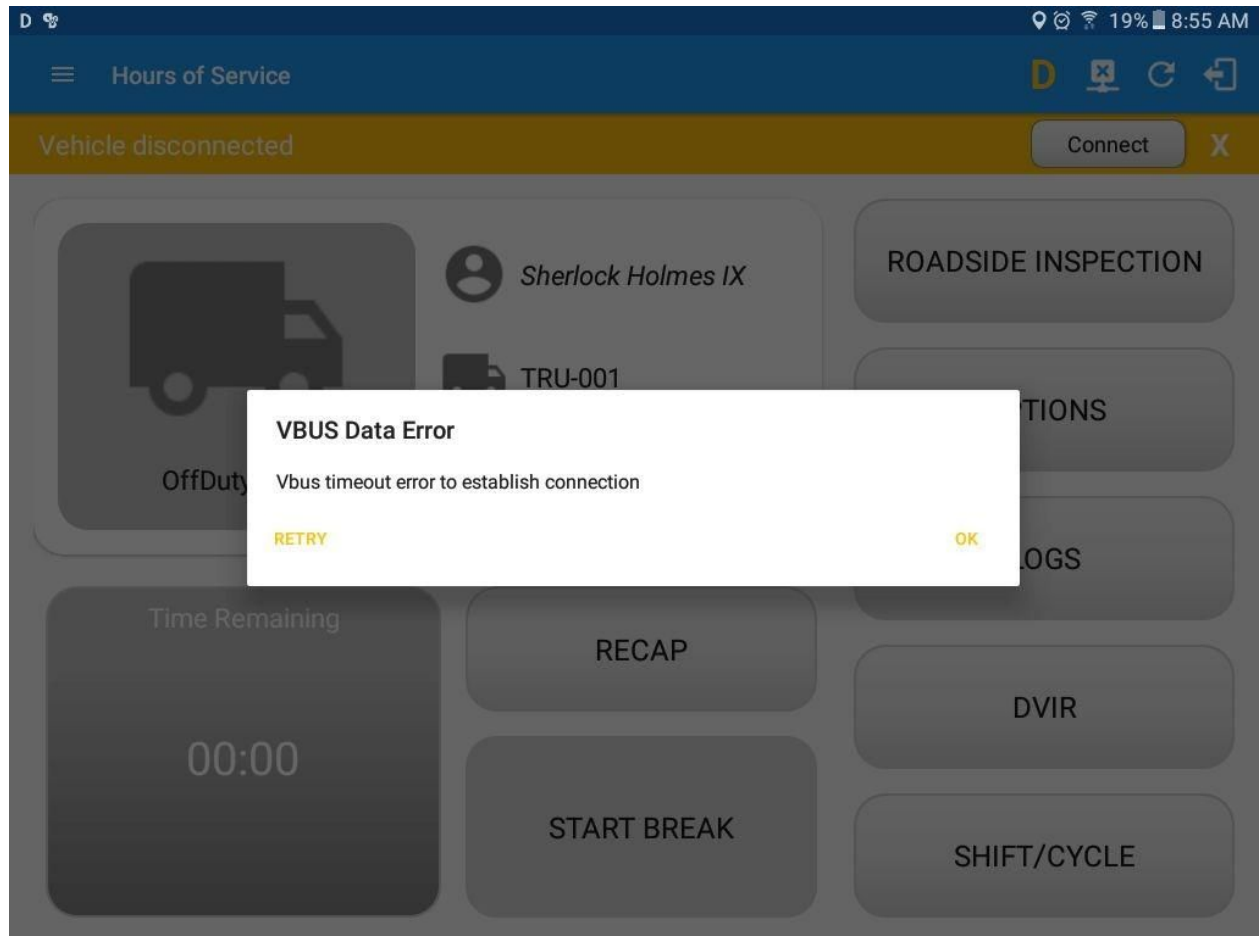 D 19% 8:55 AM
Hours of Service D
Vehicle disconnected Connect X
Sherlock Holmes IX
TRU-001
OffDuty
ROADSIDE INSPECTION
VBUS Data Error
Vbus timeout error to establish connection
RETRY OK
Time Remaining
00:00
RECAP
START BREAK
DVIR
SHIFT/CYCLE